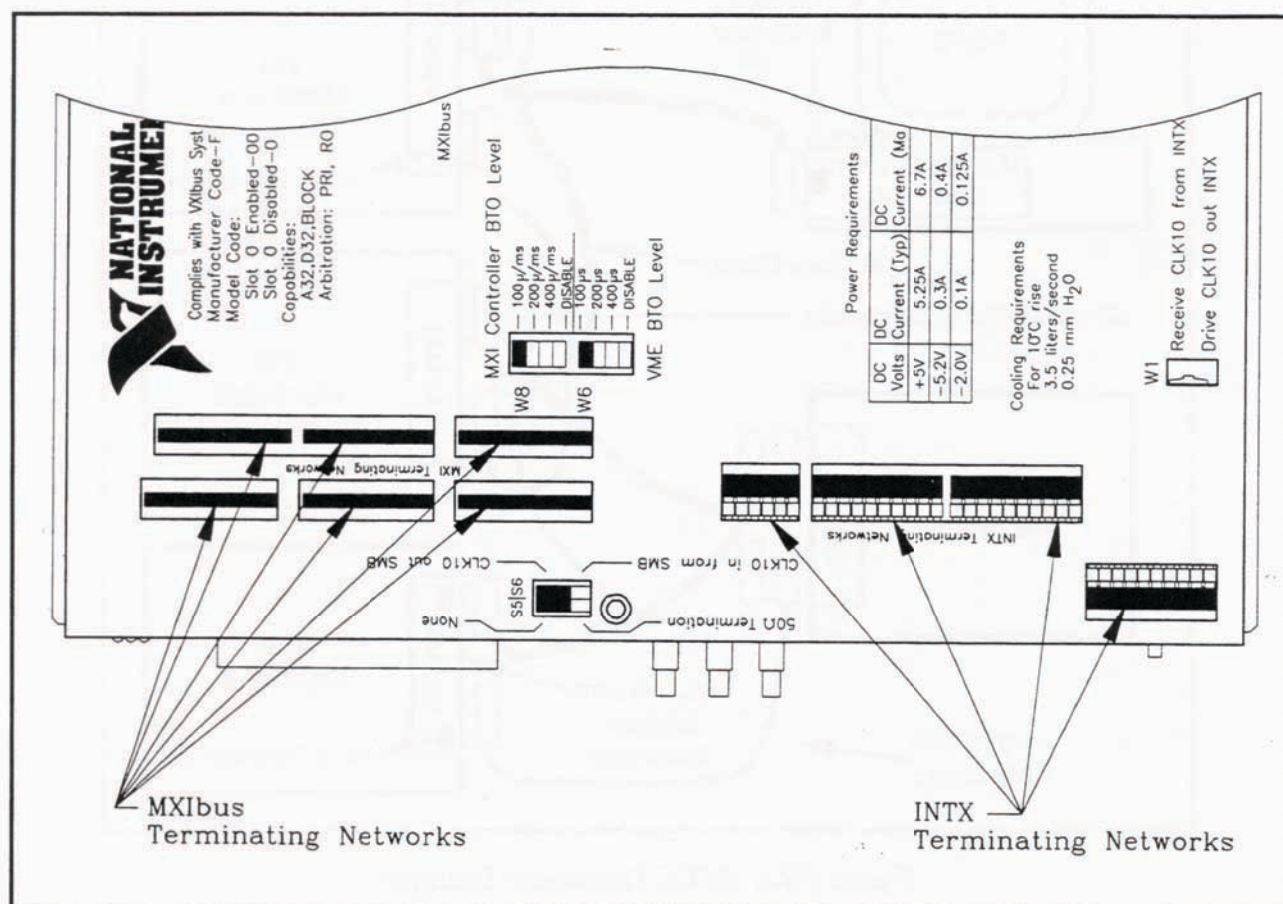 NATIONAL
INSTRUMEN
Complies with VXIbus Syst
Manufacturer Code-F
Model Code:
Slot 0 Enabled-00
Slot 0 Disabled-0
Capabilities:
A32,D32,BLOCK
Arbitration: PRI, RO
MXIbus
MXI Controller BTO Level
100μ/ms
200μ/ms
400μ/ms
DISABLE
100μs
200μs
400μs
DISABLE
VME BTO Level
W8
W6
Power Requirements
DC Volts DC Current (Typ) DC Current (Ma
+5V 5.25A 6.7A
-5.2V 0.3A 0.4A
-2.0V 0.1A 0.125A
Cooling Requirements
For 10°C rise
3.5 liters/second
0.25 mm H2O
W1
Receive CLK10 from INTX
Drive CLK10 out INTX
MXI Terminating Networks
INTX Terminating Networks
CLK10 out SMB
CLK10 in from SMB
S5|S6
None
50Ω Termination
MXIbus
Terminating Networks
INTX
Terminating Networks